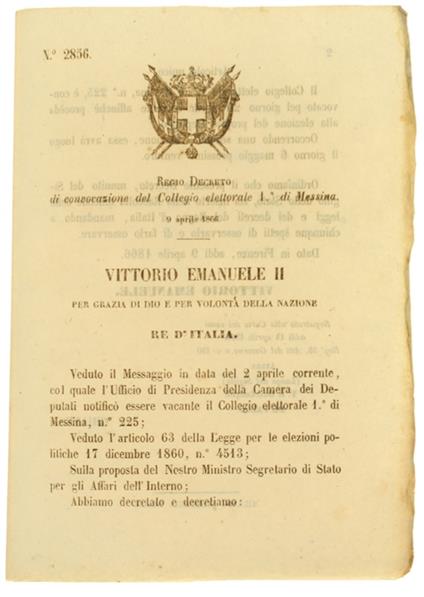 N.° 2856.
REGIO DECRETO
di convocazione del Collegio elettorale 1.° di Messina.
9 aprile 1866
VITTORIO EMANUELE II
PER GRAZIA DI DIO E PER VOLONTÀ DELLA NAZIONE
RE D'ITALIA.
Veduto il Messaggio in data del 2 aprile corrente,
col quale l'Ufficio di Presidenza della Camera dei De-
putati notificò essere vacante il Collegio elettorale 1.° di
Messina, n.° 225;
Veduto l'articolo 63 della Legge per le elezioni po-
litiche 17 dicembre 1860, n.° 4513;
Sulla proposta del Nostro Ministro Segretario di Stato
per gli Affari dell'Interno;
Abbiamo decretato e decretiamo: